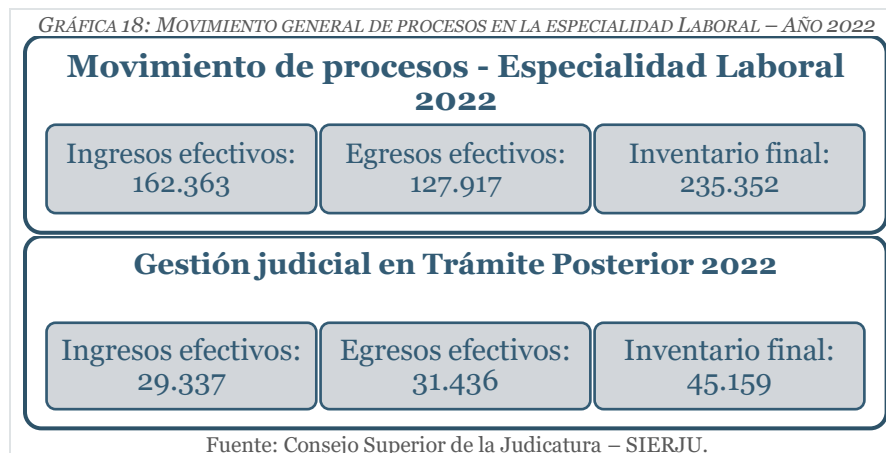 GRÁFICA 18: MOVIMIENTO GENERAL DE PROCESOS EN LA ESPECIALIDAD LABORAL – AÑO 2022
Movimiento de procesos - Especialidad Laboral
2022
Ingresos efectivos:
162.363
Egresos efectivos:
127.917
Inventario final:
235.352
Gestión judicial en Trámite Posterior 2022
Ingresos efectivos:
29.337
Egresos efectivos:
31.436
Inventario final:
45.159
Fuente: Consejo Superior de la Judicatura – SIERJU.